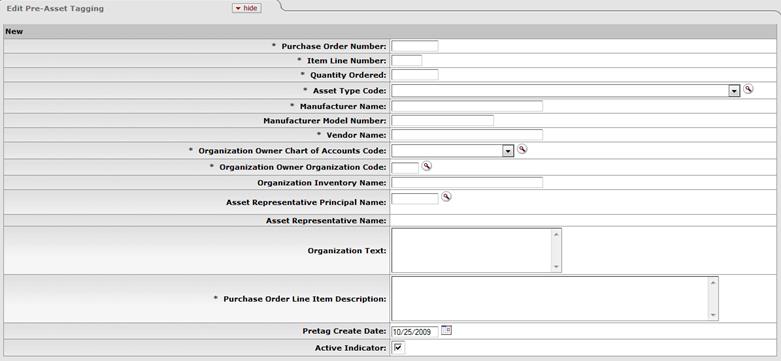 Edit Pre-Asset Tagging
hide
New
* Purchase Order Number:
* Item Line Number:
* Quantity Ordered:
* Asset Type Code:
* Manufacturer Name:
Manufacturer Model Number:
* Vendor Name:
* Organization Owner Chart of Accounts Code:
* Organization Owner Organization Code:
Organization Inventory Name:
Asset Representative Principal Name:
Asset Representative Name:
Organization Text:
* Purchase Order Line Item Description:
Pretag Create Date: 10/25/2009
Active Indicator: